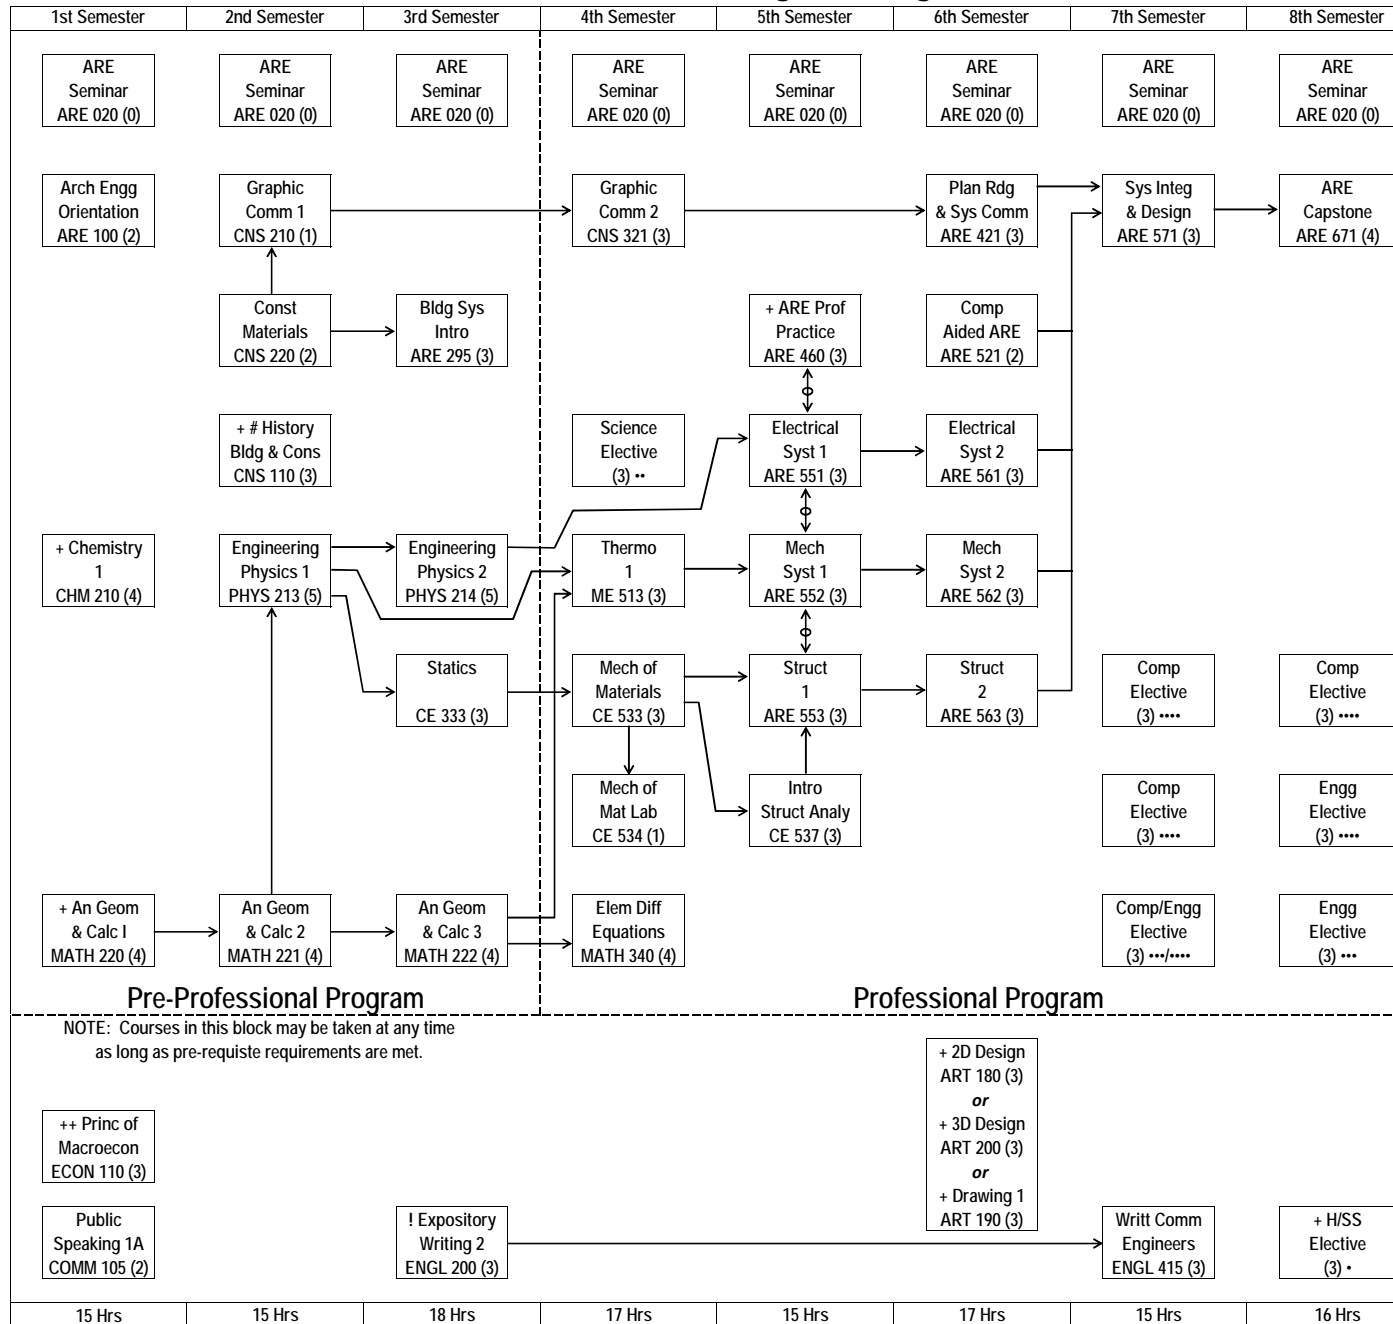 1st Semester
2nd Semester
3rd Semester
4th Semester
5th Semester
6th Semester
7th Semester
8th Semester
ARE
Seminar
ARE 020 (0)
ARE
Seminar
ARE 020 (0)
ARE
Seminar
ARE 020 (0)
ARE
Seminar
ARE 020 (0)
ARE
Seminar
ARE 020 (0)
ARE
Seminar
ARE 020 (0)
ARE
Seminar
ARE 020 (0)
ARE
Seminar
ARE 020 (0)
Arch Engg
Orientation
ARE 100 (2)
Graphic
Comm 1
CNS 210 (1)
Graphic
Comm 2
CNS 321 (3)
Plan Rdg
& Sys Comm
ARE 421 (3)
Sys Integ
& Design
ARE 571 (3)
ARE
Capstone
ARE 671 (4)
Const
Materials
CNS 220 (2)
Bldg Sys
Intro
ARE 295 (3)
+ ARE Prof
Practice
ARE 460 (3)
Comp
Aided ARE
ARE 521 (2)
+ # History
Bldg & Cons
CNS 110 (3)
Science
Elective
(3) ••
Electrical
Syst 1
ARE 551 (3)
Electrical
Syst 2
ARE 561 (3)
+ Chemistry
1
CHM 210 (4)
Engineering
Physics 1
PHYS 213 (5)
Engineering
Physics 2
PHYS 214 (5)
Thermo
1
ME 513 (3)
Mech
Syst 1
ARE 552 (3)
Mech
Syst 2
ARE 562 (3)
Statics
CE 333 (3)
Mech of
Materials
CE 533 (3)
Struct
1
ARE 553 (3)
Struct
2
ARE 563 (3)
Comp
Elective
(3) ••••
Comp
Elective
(3) ••••
Mech of
Mat Lab
CE 534 (1)
Intro
Struct Analy
CE 537 (3)
Comp
Elective
(3) ••••
Engg
Elective
(3) ••••
+ An Geom
& Calc I
MATH 220 (4)
An Geom
& Calc 2
MATH 221 (4)
An Geom
& Calc 3
MATH 222 (4)
Elem Diff
Equations
MATH 340 (4)
Comp/Engg
Elective
(3) •••/••••
Engg
Elective
(3) •••
Pre-Professional Program
Professional Program
NOTE: Courses in this block may be taken at any time
as long as pre-requiste requirements are met.
+ 2D Design
ART 180 (3)
or
+ 3D Design
ART 200 (3)
or
+ Drawing 1
ART 190 (3)
++ Princ of
Macroecon
ECON 110 (3)
Public
Speaking 1A
COMM 105 (2)
! Expository
Writing 2
ENGL 200 (3)
Writt Comm
Engineers
ENGL 415 (3)
+ H/SS
Elective
(3) •
15 Hrs
15 Hrs
18 Hrs
17 Hrs
15 Hrs
17 Hrs
15 Hrs
16 Hrs